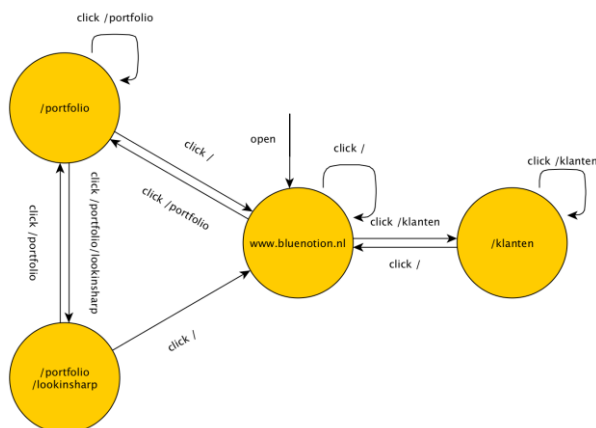 click /portfolio
/portfolio
open
click /
click /
click /portfolio
click /klanten
click /portfolio
click /portfolio/lookinsharp
www.bluenotion.nl
click /klanten
/klanten
click /
click /
/portfolio
/lookinsharp